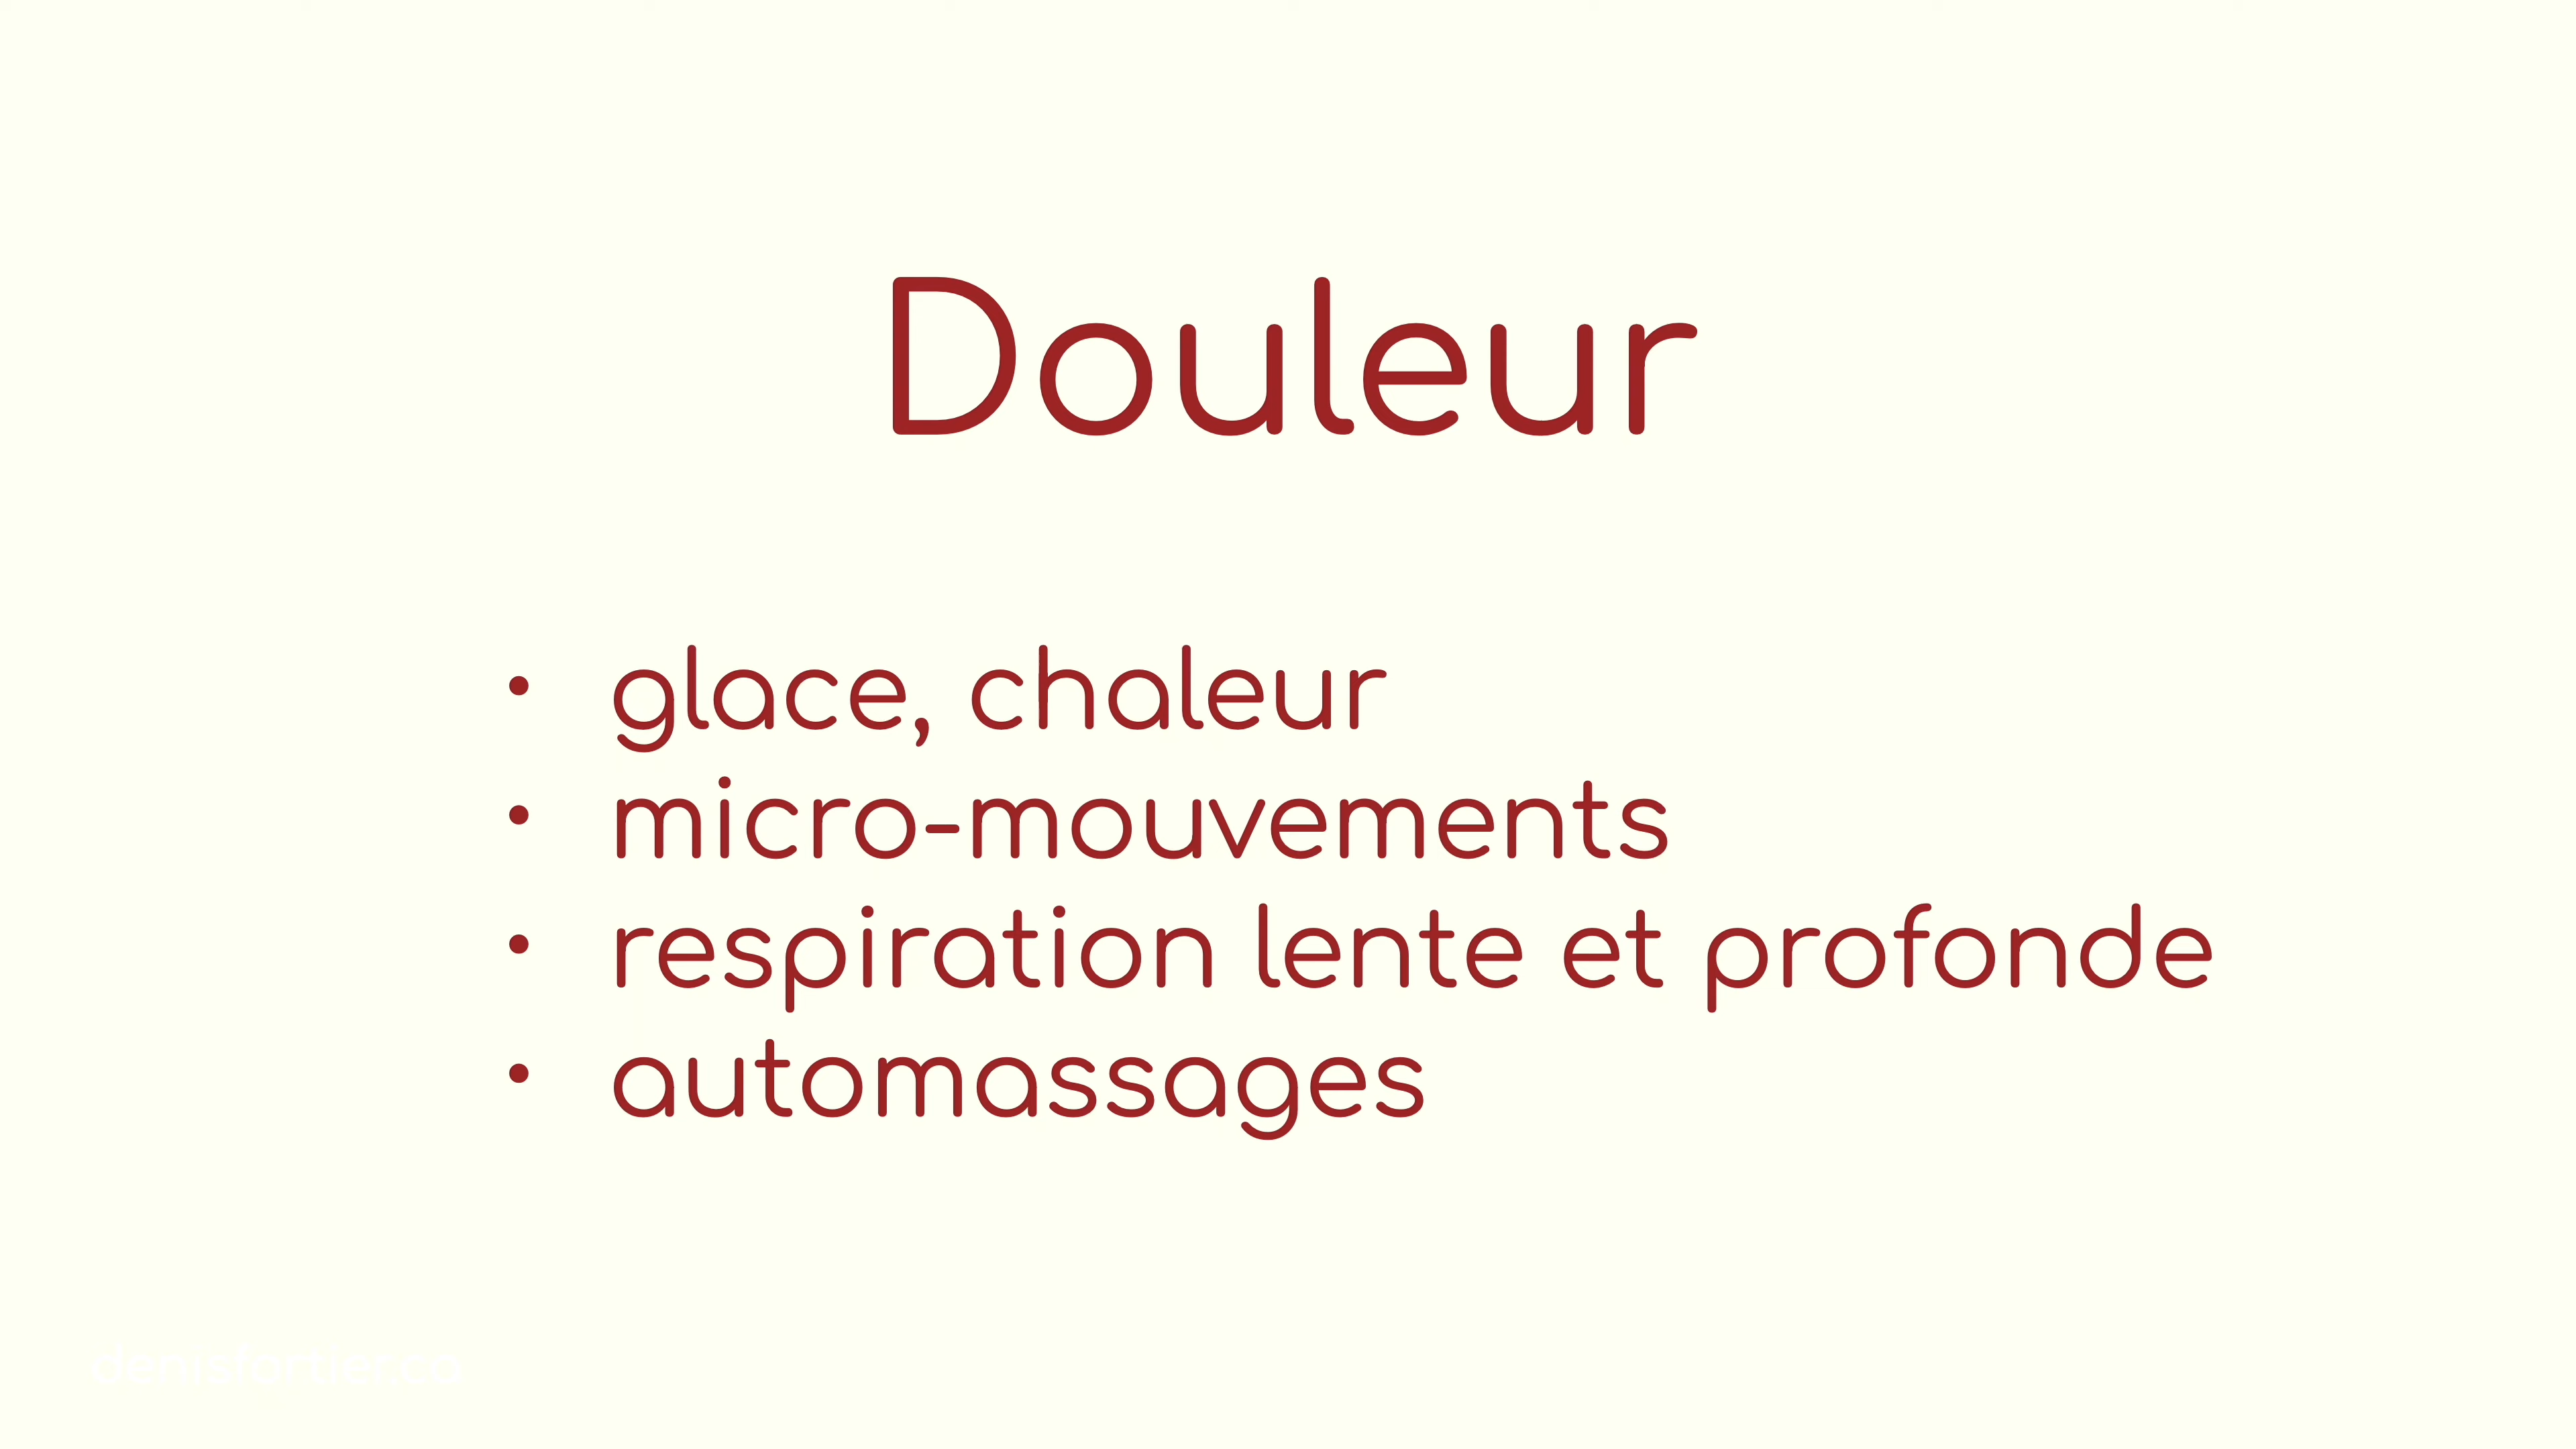 Douleur
• glace, chaleur
• micro-mouvements
• respiration lente et profonde
• automassages
denisfortier.ca